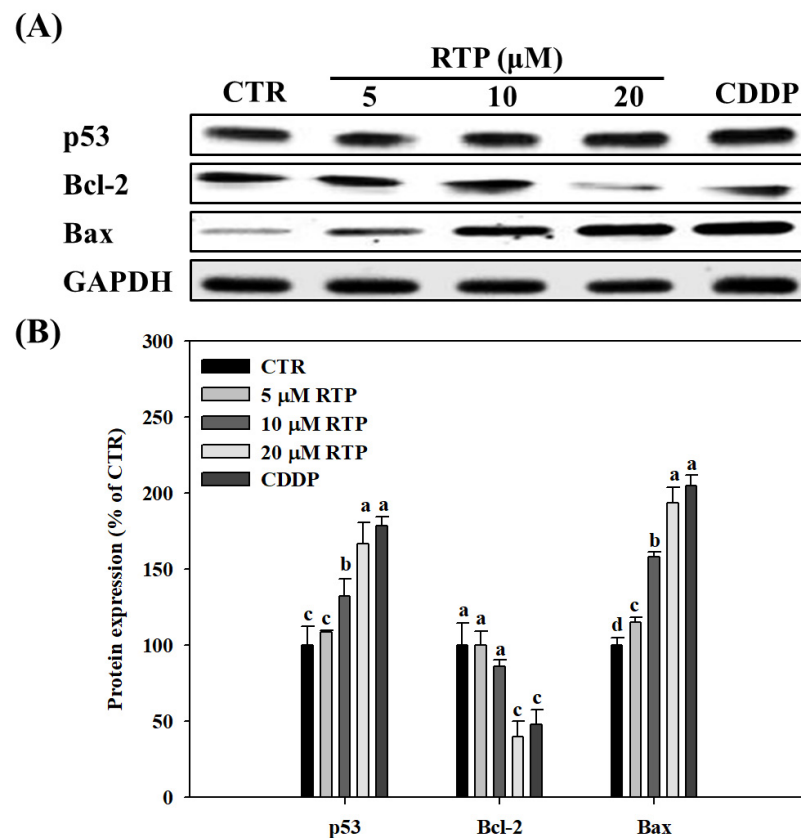 (A)
RTP (μM)
CTR 5 10 20 CDDP
p53
Bcl-2
Bax
GAPDH
(B)
Protein expression (% of CTR)
300
250
200
150
100
50
0
CTR
5 μM RTP
10 μM RTP
20 μM RTP
CDDP
c c b a a
a a a c c
d c b a a
p53 Bcl-2 Bax